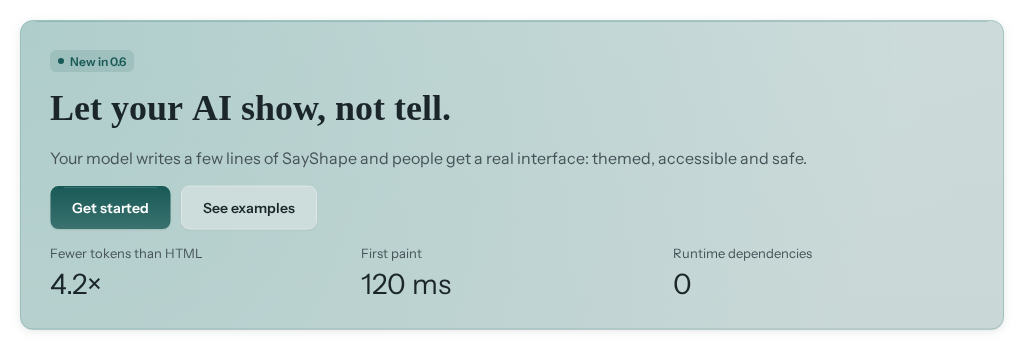 New in 0.6
Let your AI show, not tell.
Your model writes a few lines of SayShape and people get a real interface: themed, accessible and safe.
Get started See examples
Fewer tokens than HTML First paint Runtime dependencies
4.2× 120 ms 0